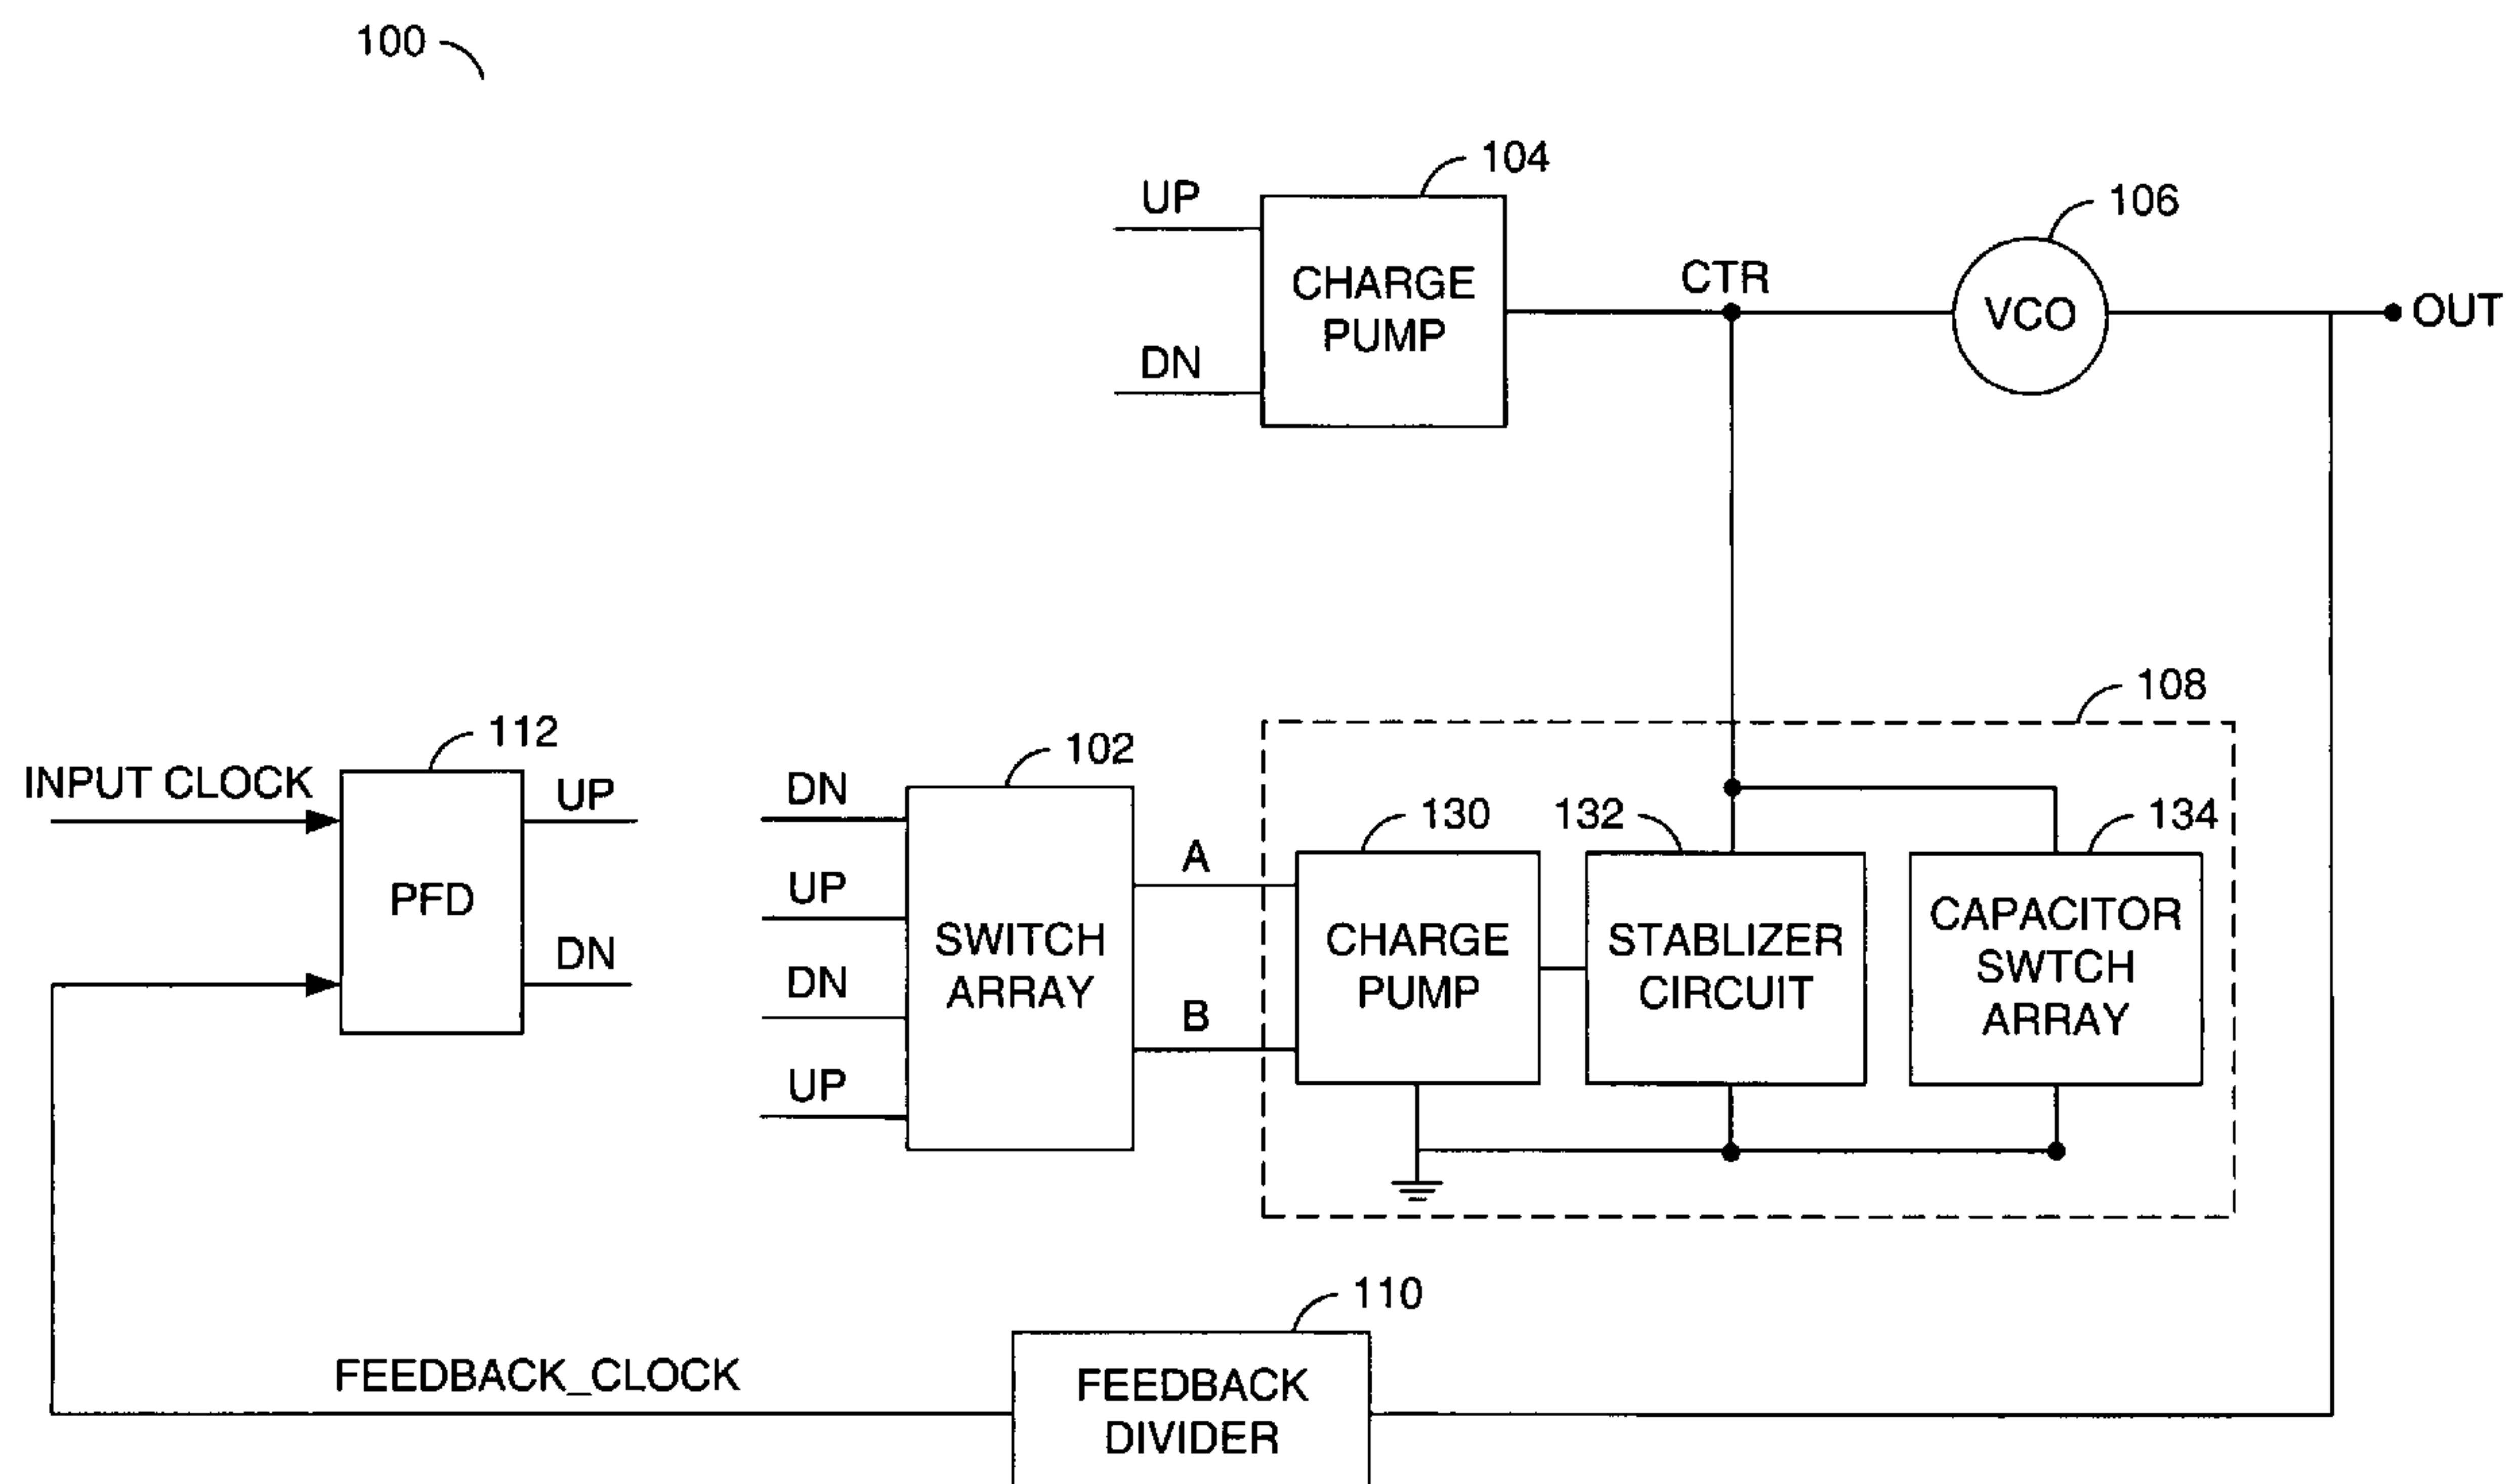 100
104
UP
CHARGE
PUMP
DN
CTR
106
VCO
OUT
108
112
INPUT CLOCK
PFD
UP
DN
102
DN
UP
DN
UP
SWITCH
ARRAY
A
B
130
CHARGE
PUMP
132
STABLIZER
CIRCUIT
134
CAPACITOR
SWTCH
ARRAY
110
FEEDBACK_CLOCK
FEEDBACK
DIVIDER